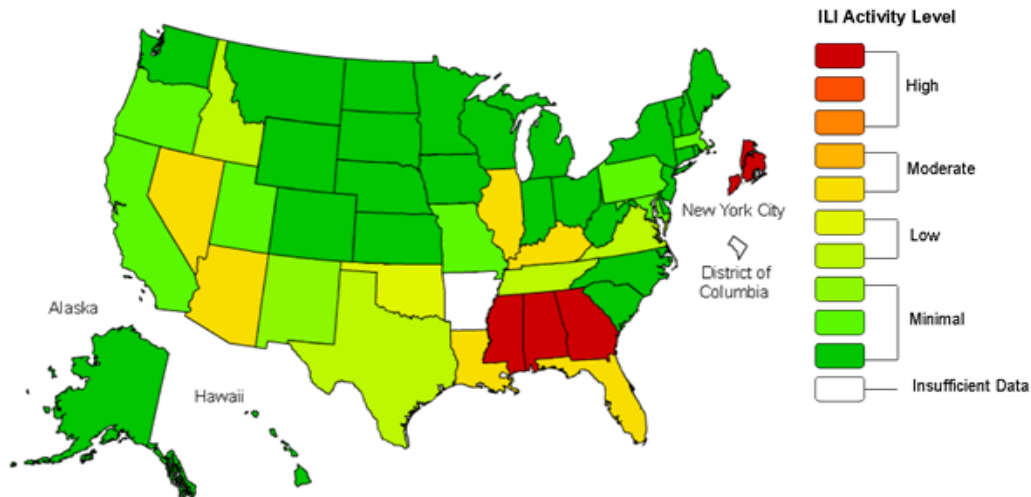 ILI Activity Level
High
Moderate
Low
Minimal
Insufficient Data
New York City
District of
Columbia
Alaska
Hawaii